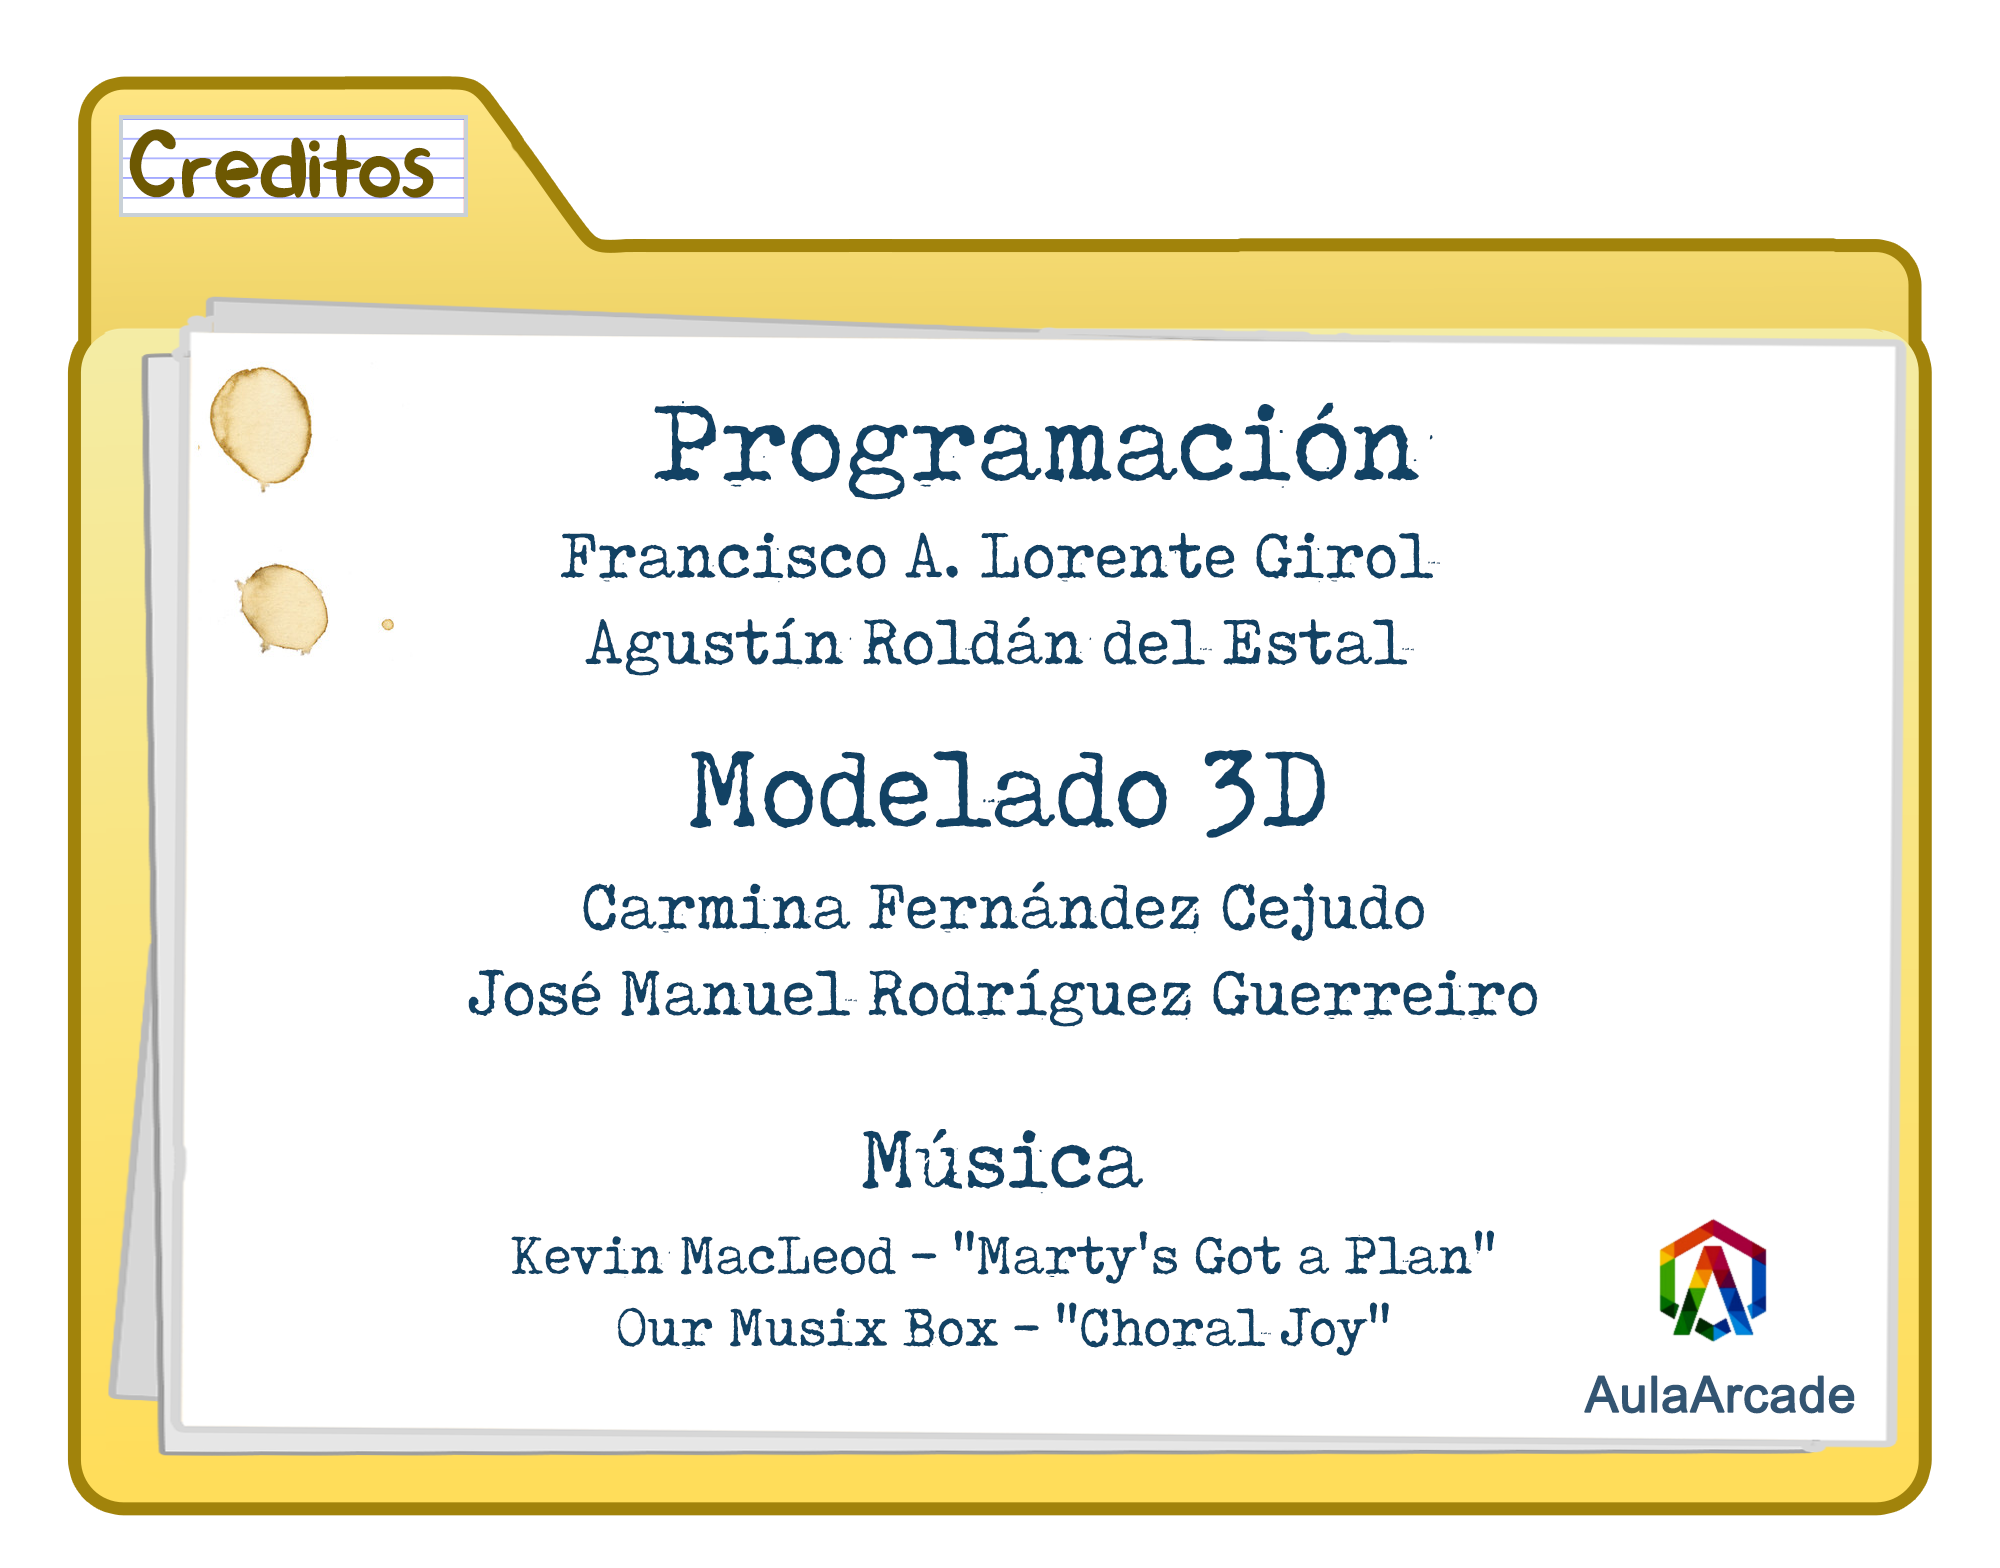 Creditos
Programación
Francisco A. Lorente Girol
Agustín Roldán del Estal
Modelado 3D
Carmina Fernández Cejudo
José Manuel Rodríguez Guerreiro
Música
Kevin MacLeod - "Marty's Got a Plan"
Our Musix Box - "Choral Joy"
AulaArcade